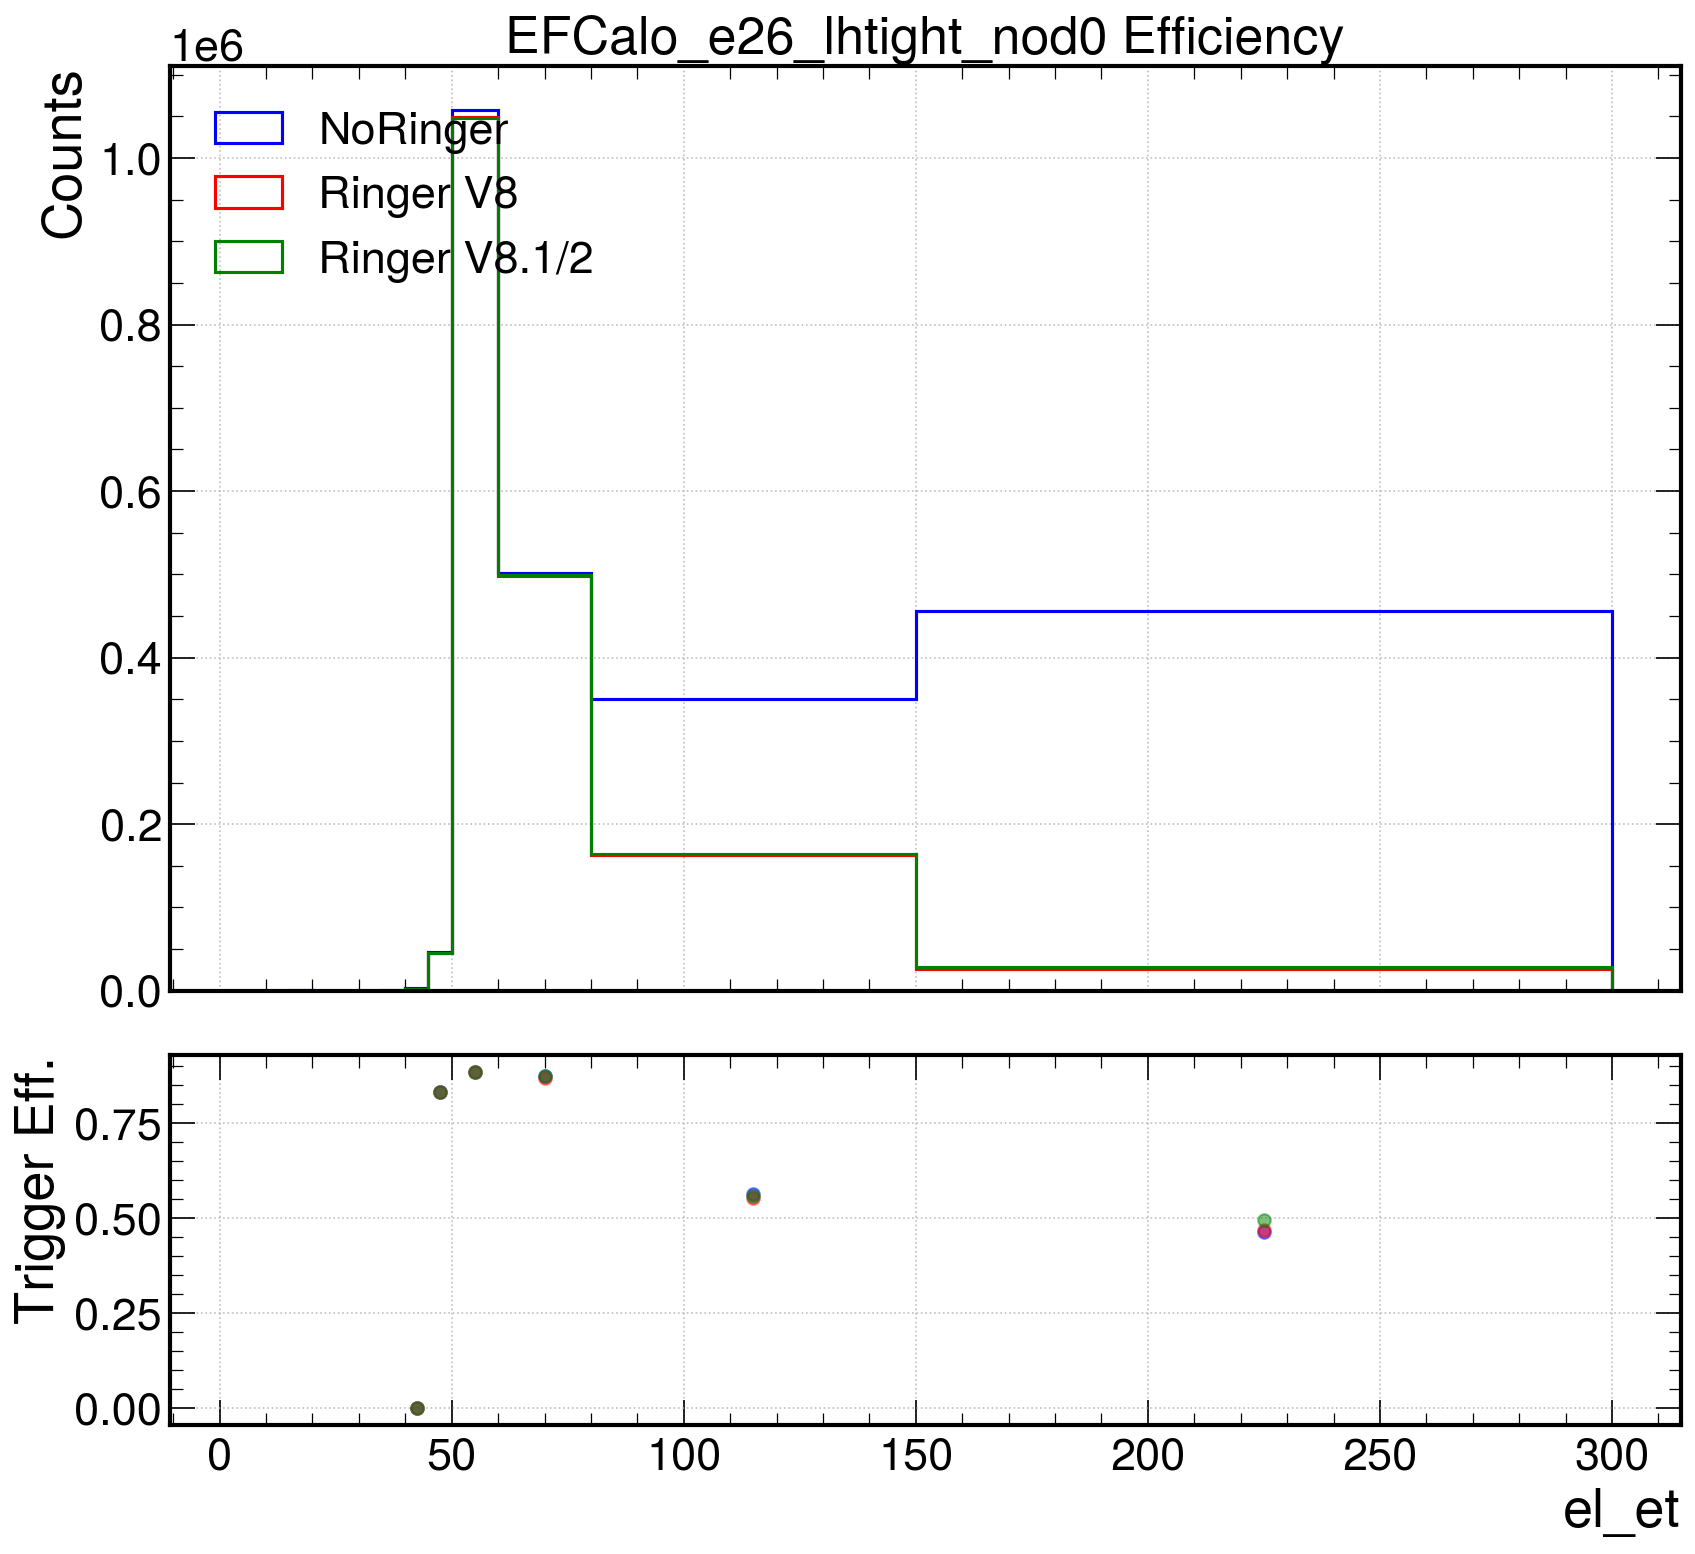 EFCalo_e26_lhtight_nod0 Efficiency
1e6
Counts
NoRinger
Ringer V8
Ringer V8.1/2
1.0
0.8
0.6
0.4
0.2
0.0
Trigger Eff.
0.75
0.50
0.25
0.00
0 50 100 150 200 250 300
el_et